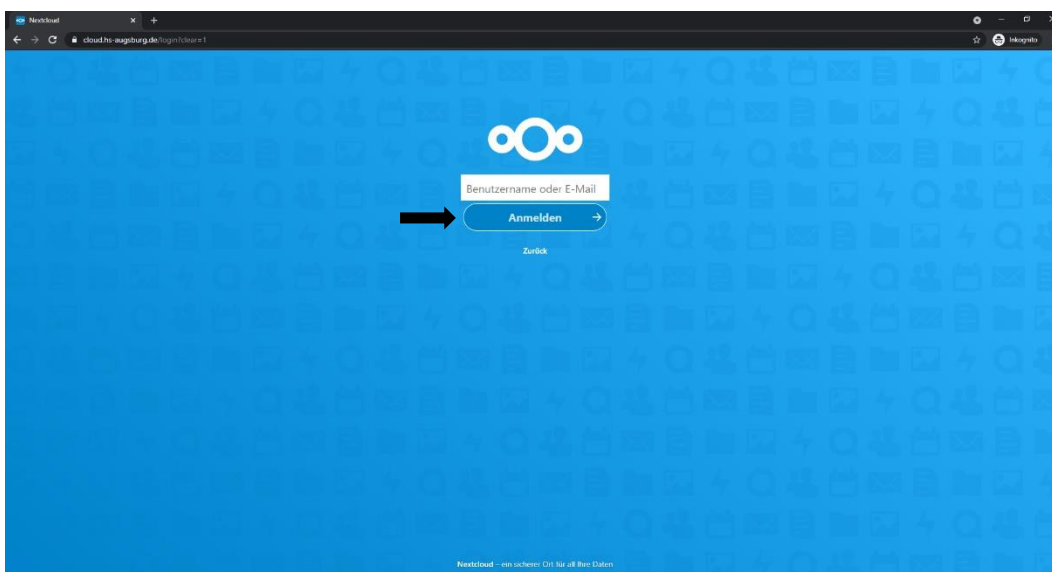 Nextcloud
cloud.hs-augsburg.de/login?clear=1
Inkognito
Benutzername oder E-Mail
Anmelden
Zurück
Nextcloud – ein sicherer Ort für all Ihre Daten